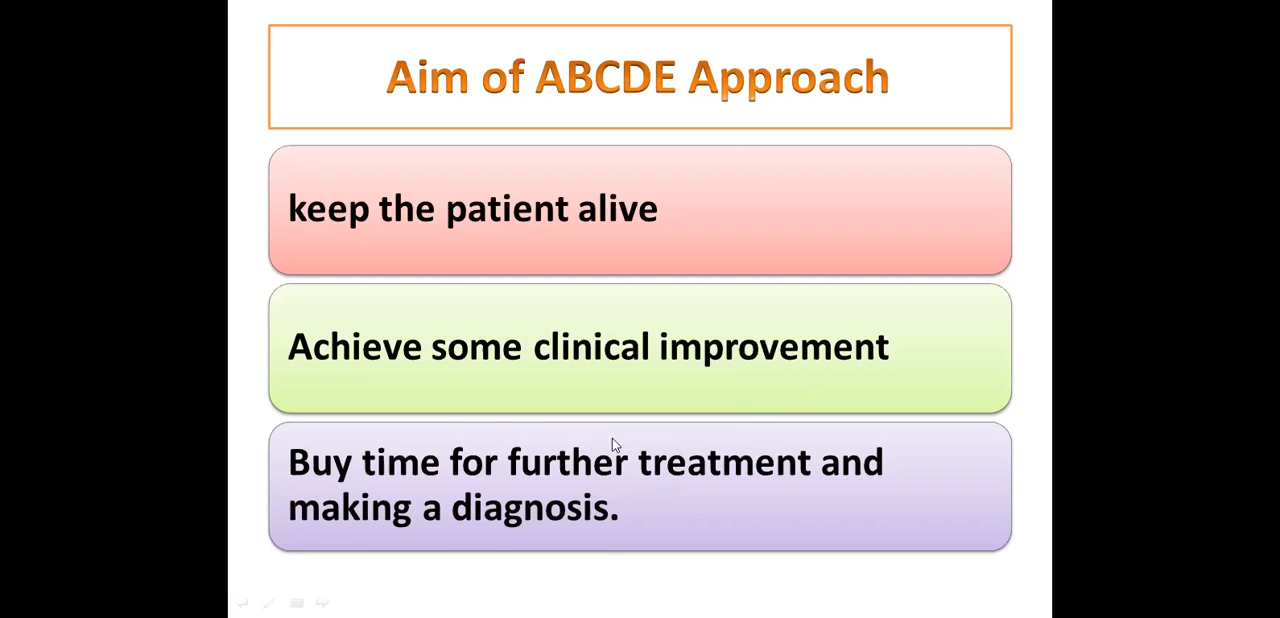 Aim of ABCDE Approach
keep the patient alive
Achieve some clinical improvement
Buy time for further treatment and
making a diagnosis.